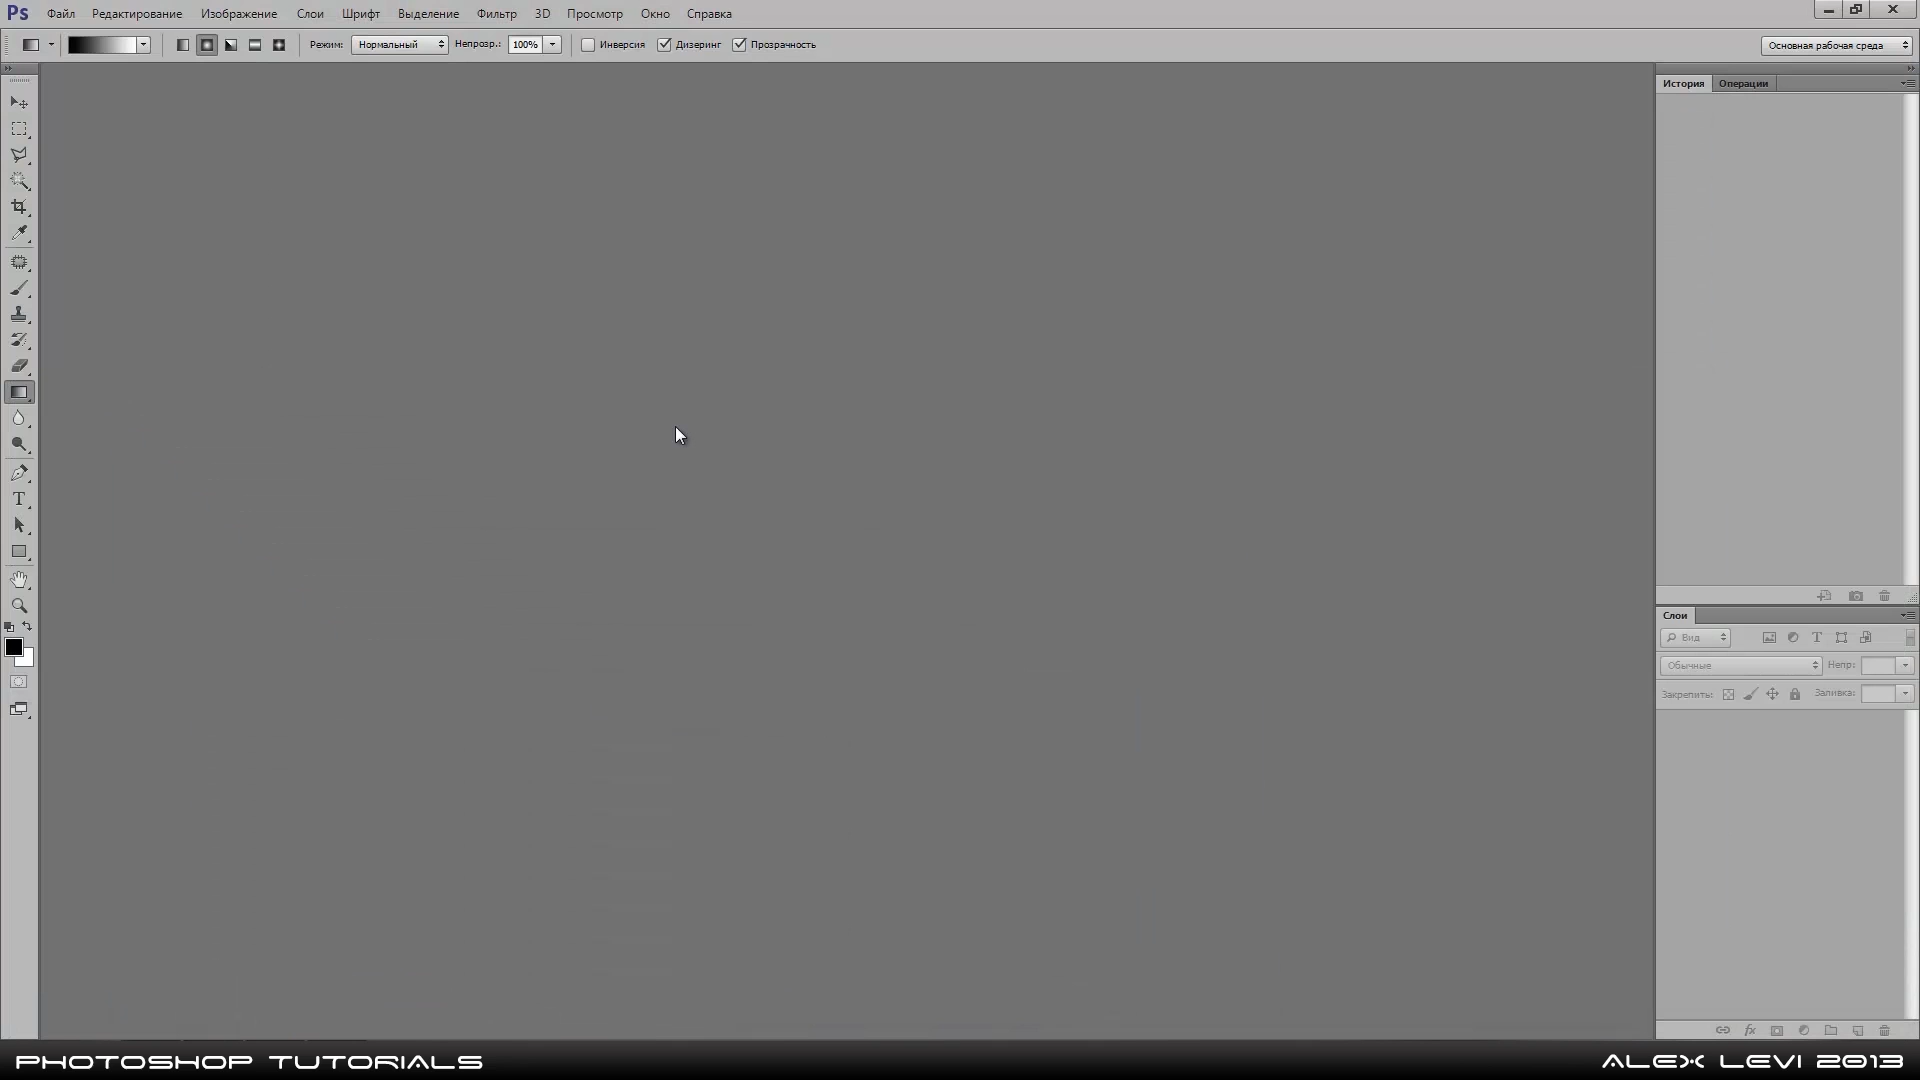 Ps Файл Редактирование Изображение Слои Шрифт Выделение Фильтр 3D Просмотр Окно Справка
Режим: Нормальный Непрозр.: 100% Инверсия Дизеринг Прозрачность Основная рабочая среда
История Операции
Слои
Вид
Обычные Непр:
Закрепить: Заливка:
PHOTOSHOP TUTORIALS ALEX LEVI 2013